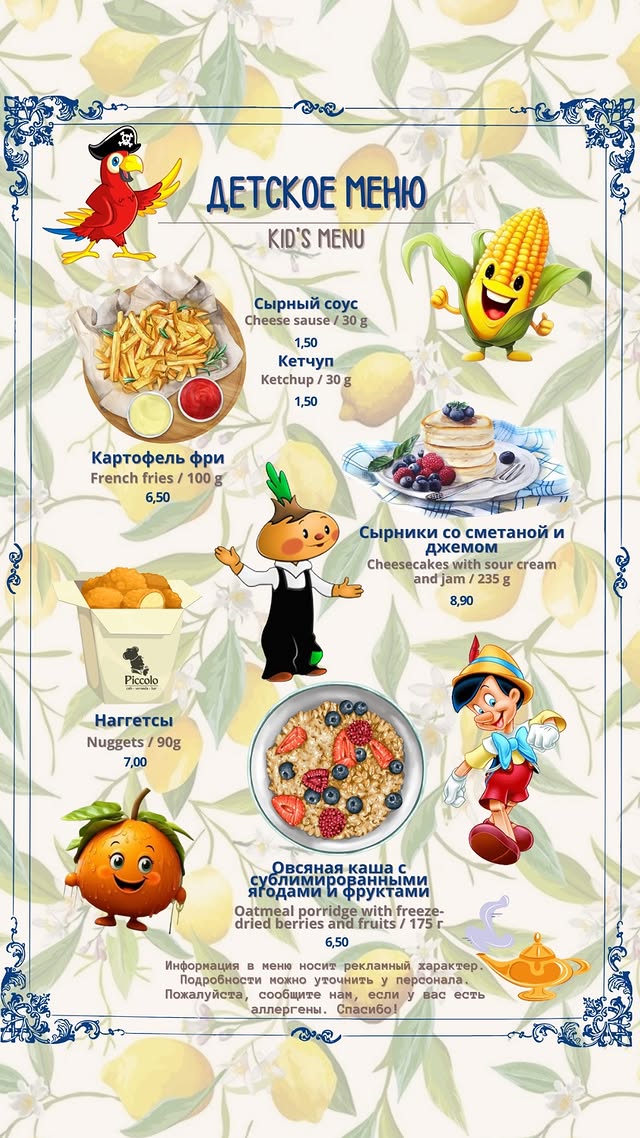 ДЕТСКОЕ МЕНЮ
KID'S MENU
Сырный соус
Cheese sause / 30 g
1,50
Кетчуп
Ketchup / 30 g
1,50
Картофель фри
French fries / 100 g
6,50
Сырники со сметаной и
джемом
Cheesecakes with sour cream
and jam / 235 g
8,90
Piccolo
cafe - veranda - bar
Наггетсы
Nuggets / 90g
7,00
Овсяная каша с
сублимированными
ягодами и фруктами
Oatmeal porridge with freeze-
dried berries and fruits / 175 г
6,50
Информация в меню носит рекламный характер.
Подробности можно уточнить у персонала.
Пожалуйста, сообщите нам, если у вас есть
аллергены. Спасибо!